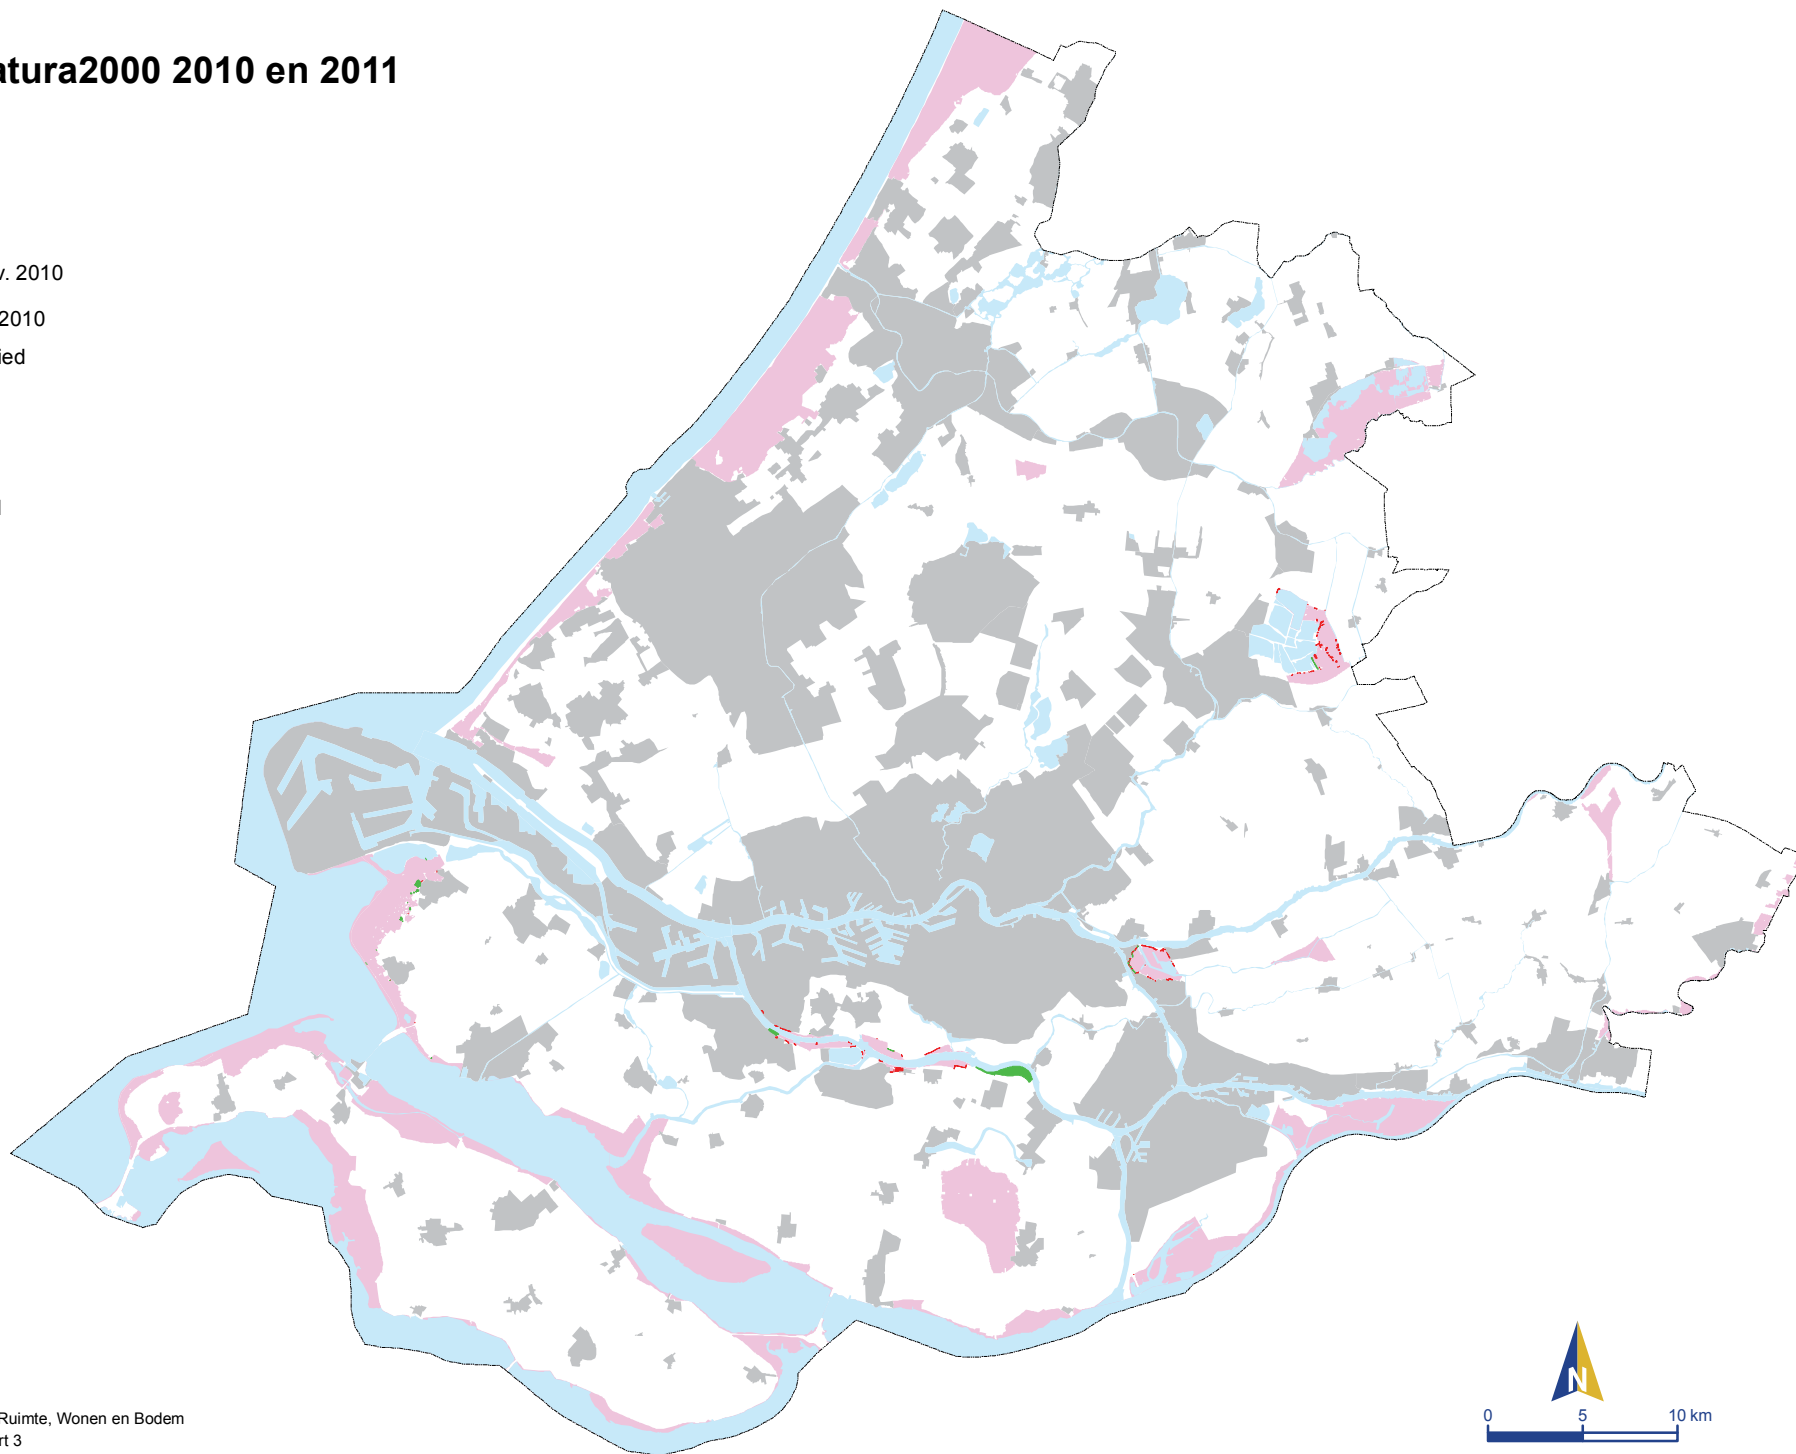 atura2000 2010 en 2011
v. 2010
2010
ied
Ruimte, Wonen en Bodem
rt 3
N
0 5 10 km